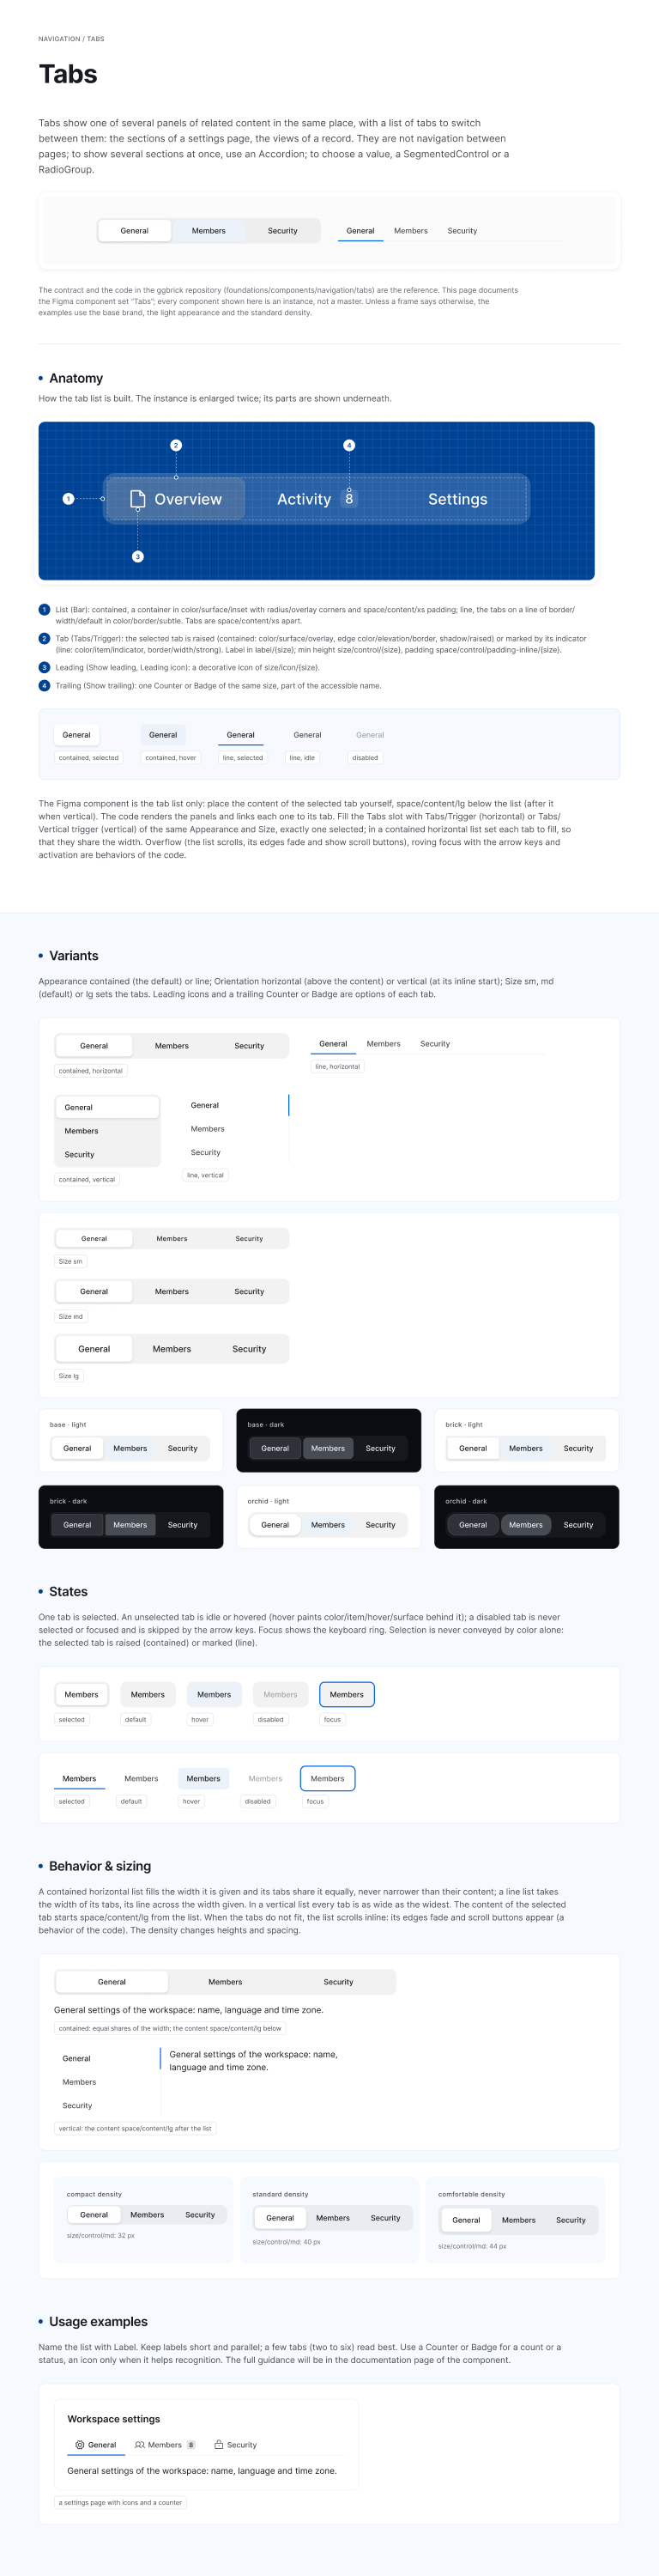 NAVIGATION / TABS
Tabs
Tabs show one of several panels of related content in the same place, with a list of tabs to switch
between them: the sections of a settings page, the views of a record. They are not navigation between
pages; to show several sections at once, use an Accordion; to choose a value, a SegmentedControl or a
RadioGroup.
General Members Security General Members Security
The contract and the code in the ggbrick repository (foundations/components/navigation/tabs) are the reference. This page documents
the Figma component set "Tabs"; every component shown here is an instance, not a master. Unless a frame says otherwise, the
examples use the base brand, the light appearance and the standard density.
Anatomy
How the tab list is built. The instance is enlarged twice; its parts are shown underneath.
2 4
1 Overview Activity 8 Settings
3
1 List (Bar): contained, a container in color/surface/inset with radius/overlay corners and space/content/xs padding; line, the tabs on a line of border/
width/default in color/border/subtle. Tabs are space/content/xs apart.
2 Tab (Tabs/Trigger): the selected tab is raised (contained: color/surface/overlay, edge color/elevation/border, shadow/raised) or marked by its indicator
(line: color/item/indicator, border/width/strong). Label in label/{size}; min height size/control/{size}, padding space/control/padding-inline/{size}.
3 Leading (Show leading, Leading icon): a decorative icon of size/icon/{size}.
4 Trailing (Show trailing): one Counter or Badge of the same size, part of the accessible name.
General General General General General
contained, selected contained, hover line, selected line, idle disabled
The Figma component is the tab list only: place the content of the selected tab yourself, space/content/lg below the list (after it
when vertical). The code renders the panels and links each one to its tab. Fill the Tabs slot with Tabs/Trigger (horizontal) or Tabs/
Vertical trigger (vertical) of the same Appearance and Size, exactly one selected; in a contained horizontal list set each tab to fill, so
that they share the width. Overflow (the list scrolls, its edges fade and show scroll buttons), roving focus with the arrow keys and
activation are behaviors of the code.
Variants
Appearance contained (the default) or line; Orientation horizontal (above the content) or vertical (at its inline start); Size sm, md
(default) or lg sets the tabs. Leading icons and a trailing Counter or Badge are options of each tab.
General Members Security General Members Security
contained, horizontal line, horizontal
General General
Members Members
Security Security
contained, vertical line, vertical
General Members Security
Size sm
General Members Security
Size md
General Members Security
Size lg
base · light base · dark brick · light
General Members Security General Members Security General Members Security
brick · dark orchid · light orchid · dark
General Members Security General Members Security General Members Security
States
One tab is selected. An unselected tab is idle or hovered (hover paints color/item/hover/surface behind it); a disabled tab is never
selected or focused and is skipped by the arrow keys. Focus shows the keyboard ring. Selection is never conveyed by color alone:
the selected tab is raised (contained) or marked (line).
Members Members Members Members Members
selected default hover disabled focus
Members Members Members Members Members
selected default hover disabled focus
Behavior & sizing
A contained horizontal list fills the width it is given and its tabs share it equally, never narrower than their content; a line list takes
the width of its tabs, its line across the width given. In a vertical list every tab is as wide as the widest. The content of the selected
tab starts space/content/lg from the list. When the tabs do not fit, the list scrolls inline: its edges fade and scroll buttons appear (a
behavior of the code). The density changes heights and spacing.
General Members Security
General settings of the workspace: name, language and time zone.
contained: equal shares of the width; the content space/content/lg below
General General settings of the workspace: name,
language and time zone.
Members
Security
vertical: the content space/content/lg after the list
compact density standard density comfortable density
General Members Security General Members Security General Members Security
size/control/md: 32 px size/control/md: 40 px size/control/md: 44 px
Usage examples
Name the list with Label. Keep labels short and parallel; a few tabs (two to six) read best. Use a Counter or Badge for a count or a
status, an icon only when it helps recognition. The full guidance will be in the documentation page of the component.
Workspace settings
General Members 8 Security
General settings of the workspace: name, language and time zone.
a settings page with icons and a counter